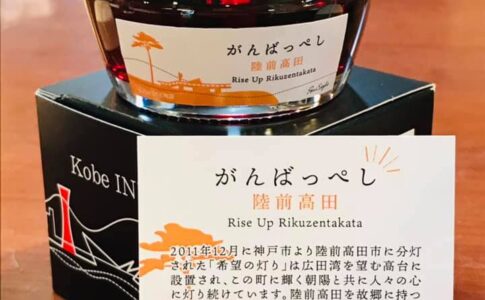 がんばっぺし
陸前高田
Rise Up Rikuzentakata
Kobe IN
がんばっぺし
陸前高田
Rise Up Rikuzentakata
2011年12月に神戸市より陸前高田市に分灯
された「希望の灯り」は広田湾を望む高台に
設置され、この町に輝く朝陽と共に人々の心
に灯り続けています。陸前高田を故郷に持つ